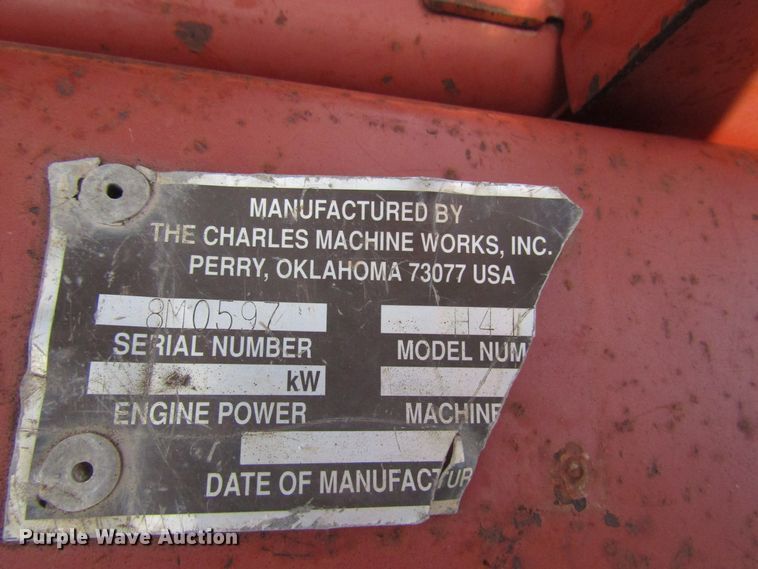 MANUFACTURED BY
THE CHARLES MACHINE WORKS, INC.
PERRY, OKLAHOMA 73077 USA
8M0597
SERIAL NUMBER MODEL NUM
kW
ENGINE POWER MACHINE
DATE OF MANUFACTUR
Purple Wave Auction